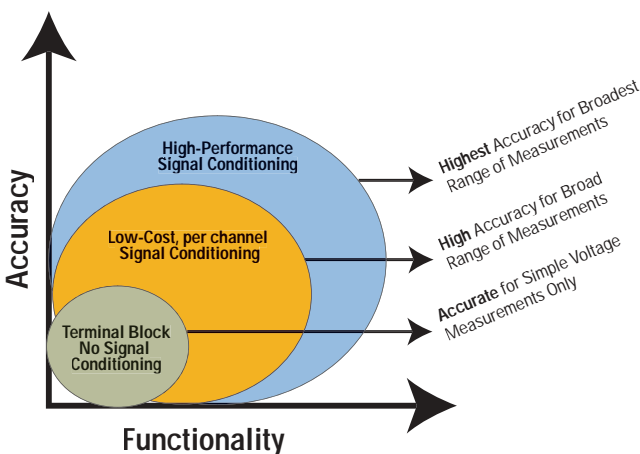 Accuracy
High-Performance
Signal Conditioning
Low-Cost, per channel
Signal Conditioning
Terminal Block
No Signal
Conditioning
Highest Accuracy for Broadest
Range of Measurements
High Accuracy for Broad
Range of Measurements
Accurate for Simple Voltage
Measurements Only
Functionality